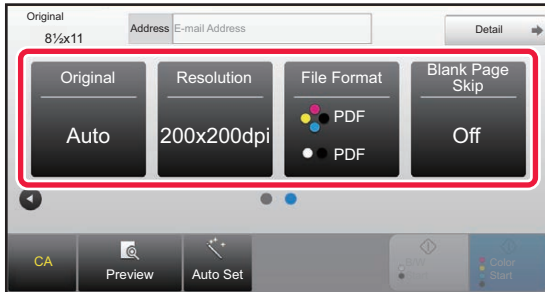 Original
8½x11
Address E-mail Address
Detail
Original
Auto
Resolution
200x200dpi
File Format
PDF
PDF
Blank Page
Skip
Off
CA
Preview
Auto Set
B/W
Start
Color
Start